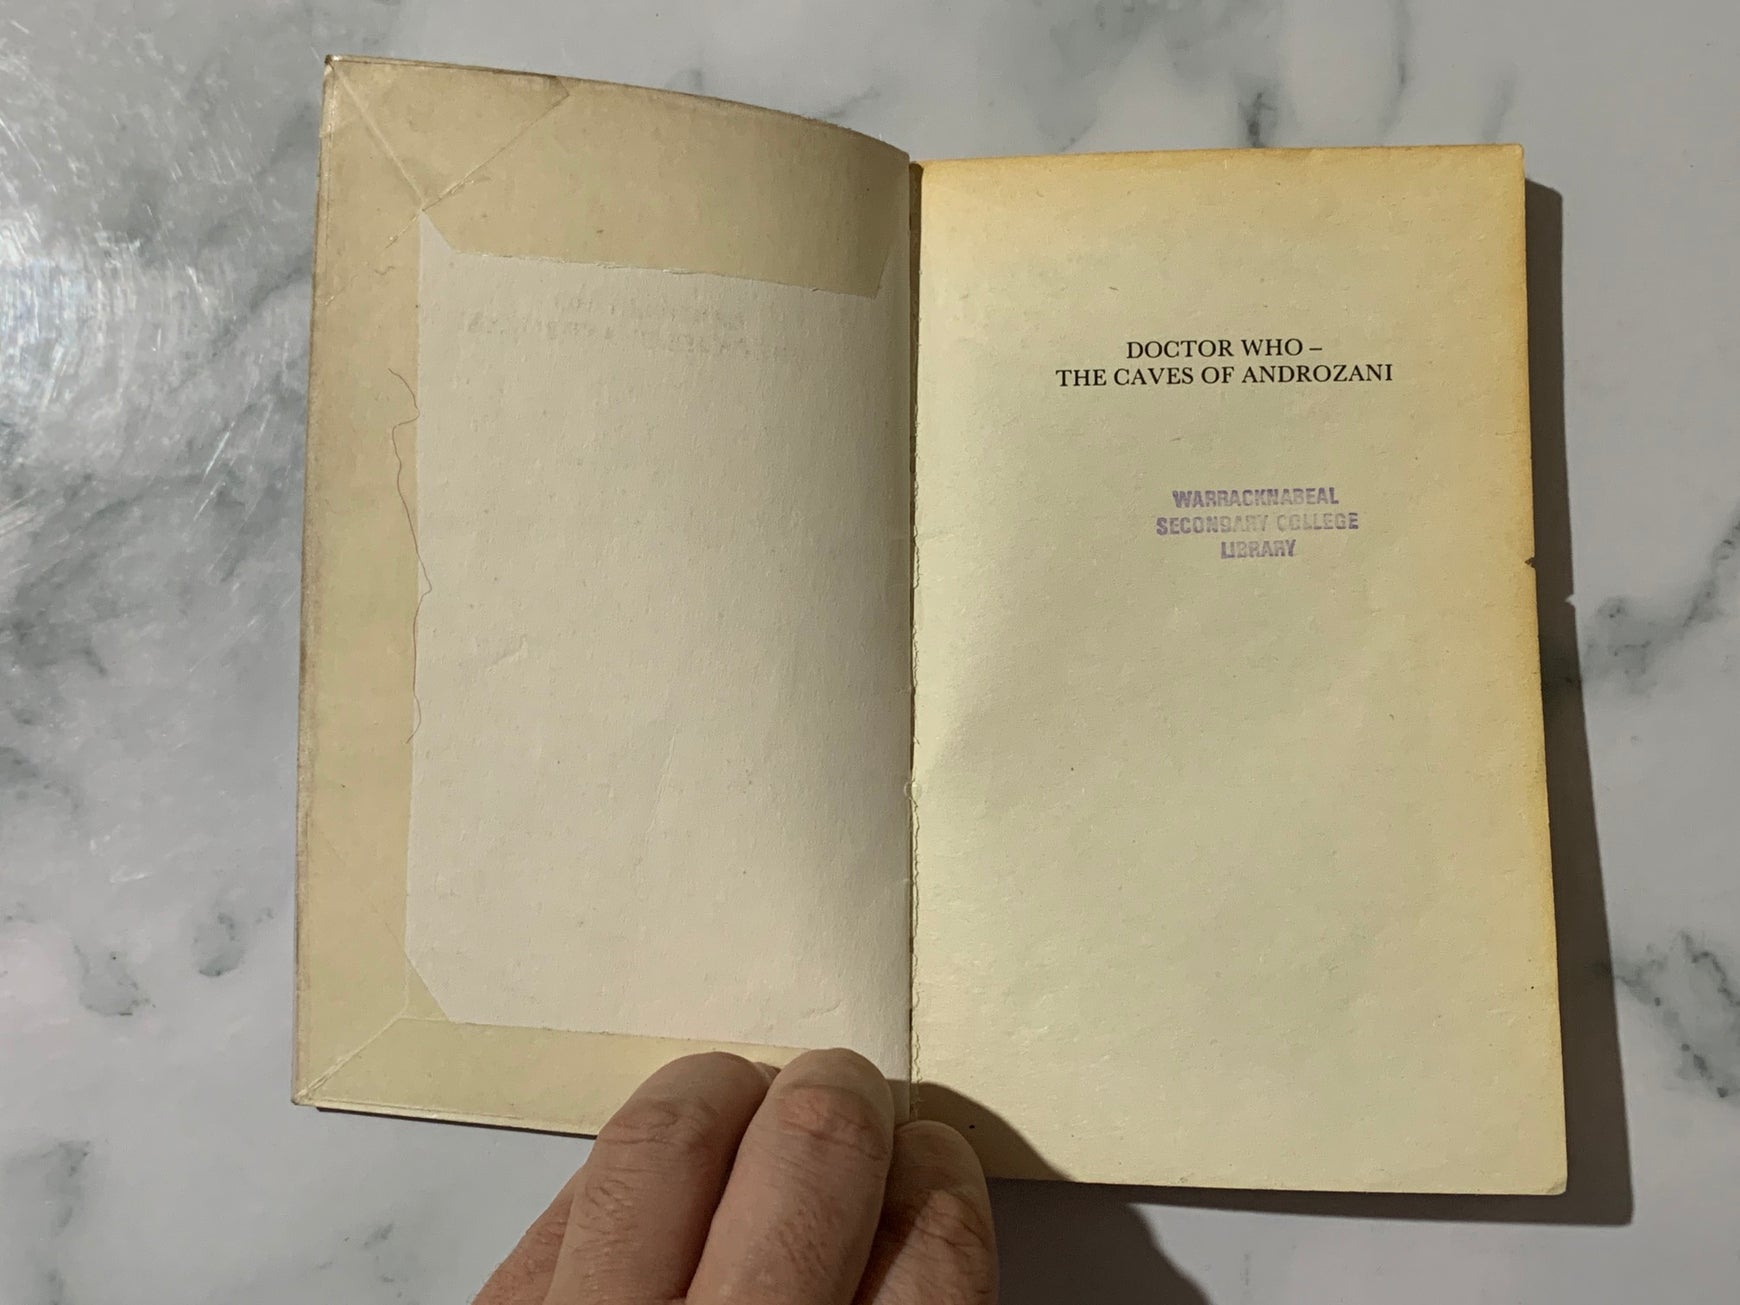 DOCTOR WHO –
THE CAVES OF ANDROZANI
WARRACKNABEAL
SECONDARY COLLEGE
LIBRARY